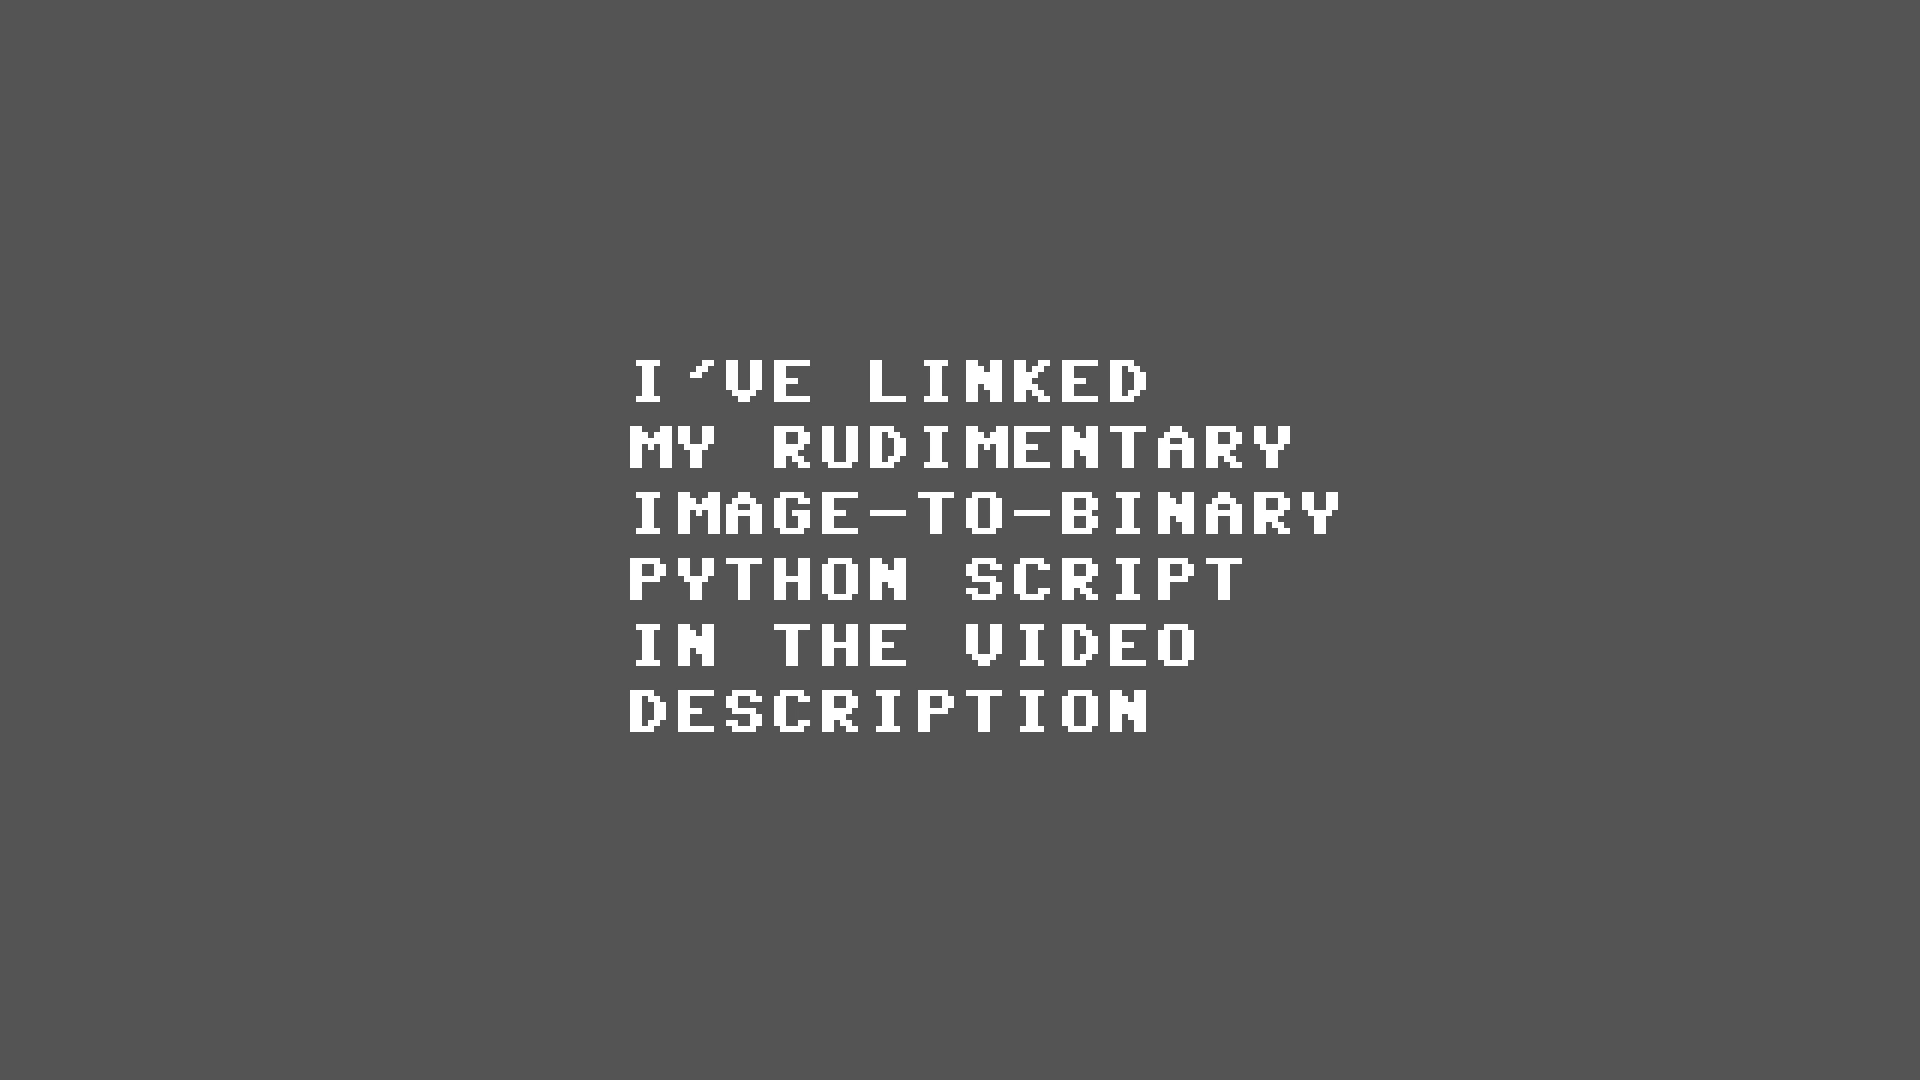 I'VE LINKED
MY RUDIMENTARY
IMAGE-TO-BINARY
PYTHON SCRIPT
IN THE VIDEO
DESCRIPTION